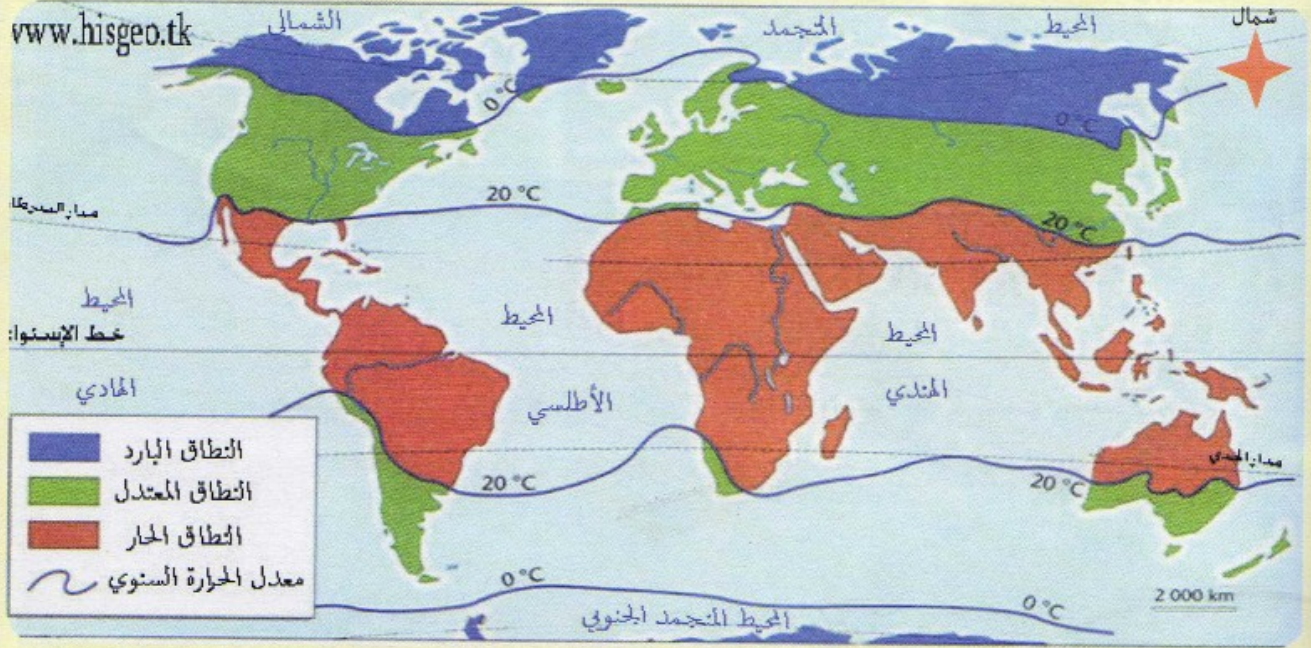 www.hisgeo.tk
الشمالي
المتجمد
المحيط
شمال
0 °C
0 °C
20 °C
20 °C
المحيط
المحيط
المحيط
خط الإستواء
الهادي
الأطلسي
الهندي
مدار الجدي
20 °C
20 °C
النطاق البارد
النطاق المعتدل
النطاق الحار
معدل الحرارة السنوي
0 °C
0 °C
2 000 km
المحيط المتجمد الجنوبي